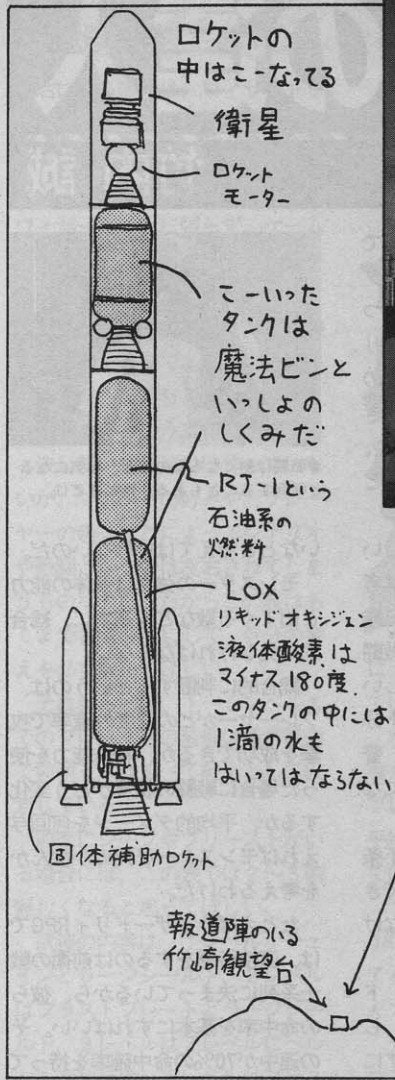 ロケットの
中はこーなってる
衛星
ロケット
モーター
こーいった
タンクは
魔法ビンと
いっしょの
しくみだ
RJ-1という
石油系の
燃料
LOX
リキッド オキシジェン
液体酸素は
マイナス180度.
このタンクの中には
1滴の水も
はいってはならない
固体補助ロケット
報道陣のいる
竹崎観望台